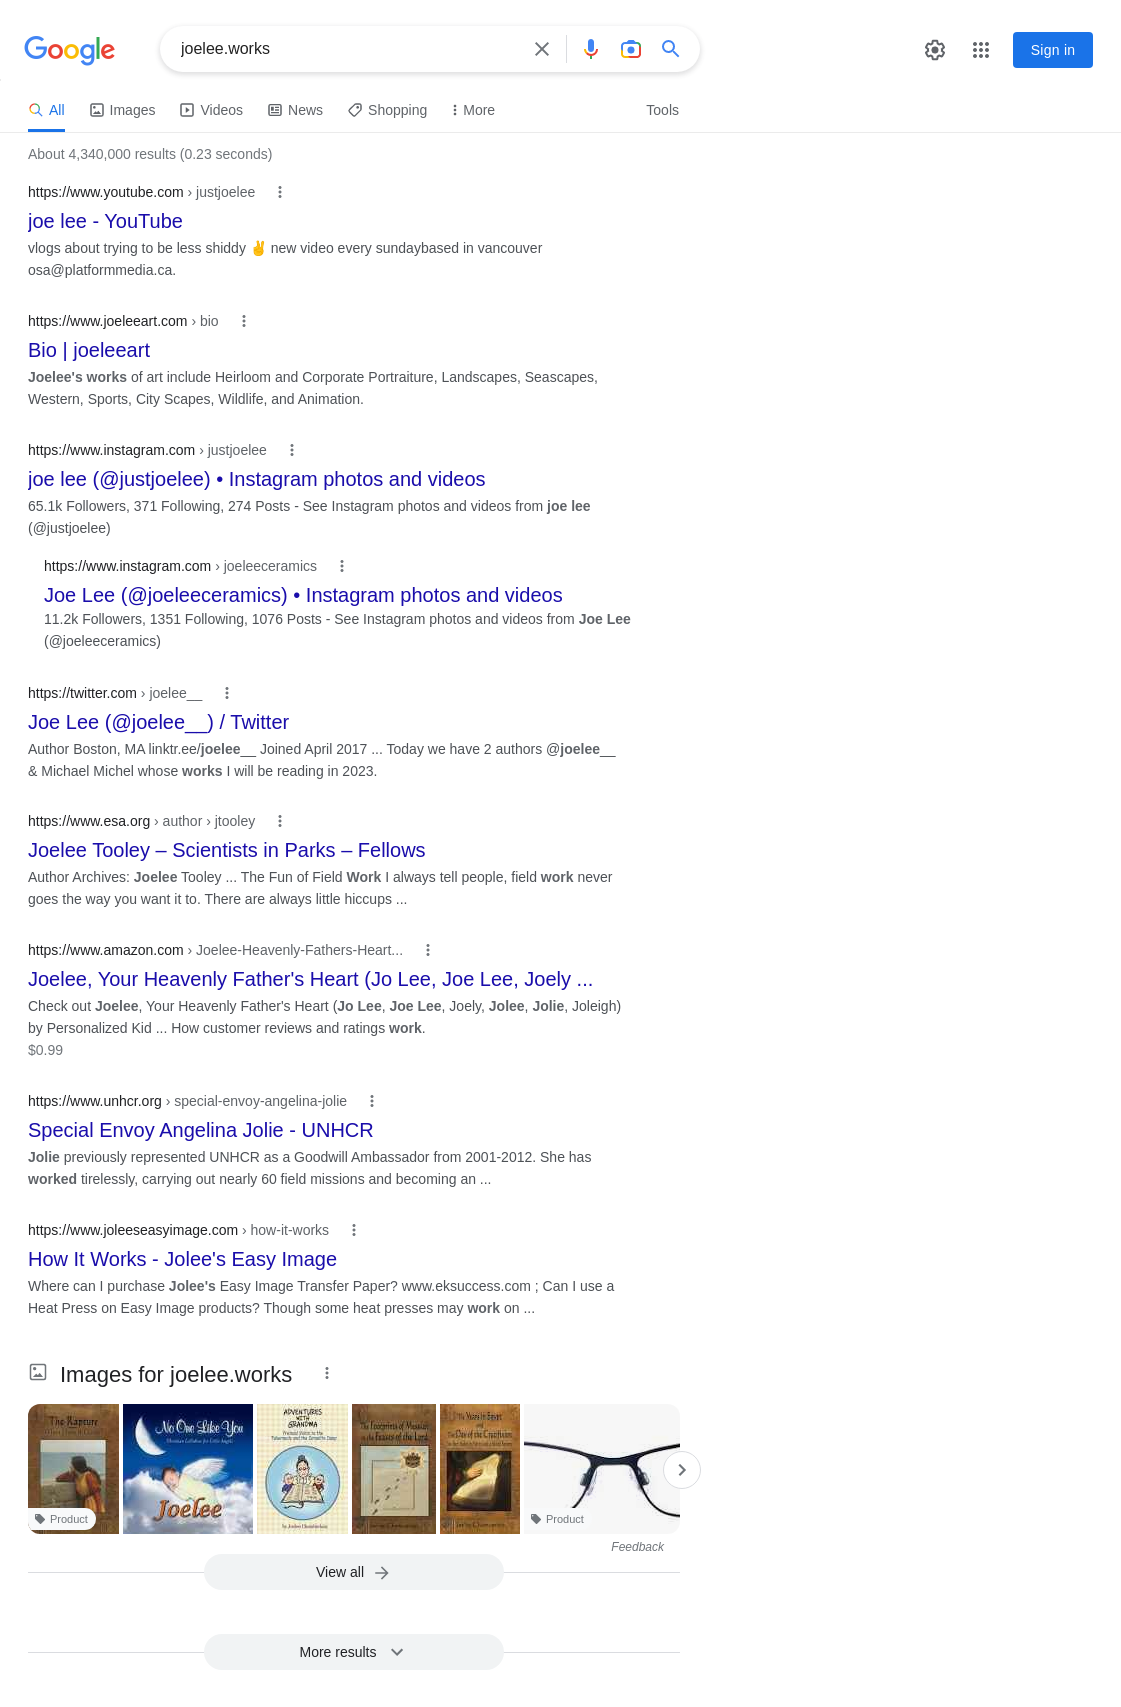 Google
joelee.works
Sign in
All
Images
Videos
News
Shopping
More
Tools
About 4,340,000 results (0.23 seconds)
https://www.youtube.com › justjoelee
joe lee - YouTube
vlogs about trying to be less shiddy ✌ new video every sundaybased in vancouver
osa@platformmedia.ca.
https://www.joeleeart.com › bio
Bio | joeleeart
Joelee's works of art include Heirloom and Corporate Portraiture, Landscapes, Seascapes,
Western, Sports, City Scapes, Wildlife, and Animation.
https://www.instagram.com › justjoelee
joe lee (@justjoelee) • Instagram photos and videos
65.1k Followers, 371 Following, 274 Posts - See Instagram photos and videos from joe lee
(@justjoelee)
https://www.instagram.com › joeleeceramics
Joe Lee (@joeleeceramics) • Instagram photos and videos
11.2k Followers, 1351 Following, 1076 Posts - See Instagram photos and videos from Joe Lee
(@joeleeceramics)
https://twitter.com › joelee__
Joe Lee (@joelee__) / Twitter
Author Boston, MA linktr.ee/joelee__ Joined April 2017 ... Today we have 2 authors @joelee__
& Michael Michel whose works I will be reading in 2023.
https://www.esa.org › author › jtooley
Joelee Tooley – Scientists in Parks – Fellows
Author Archives: Joelee Tooley ... The Fun of Field Work I always tell people, field work never
goes the way you want it to. There are always little hiccups ...
https://www.amazon.com › Joelee-Heavenly-Fathers-Heart...
Joelee, Your Heavenly Father's Heart (Jo Lee, Joe Lee, Joely ...
Check out Joelee, Your Heavenly Father's Heart (Jo Lee, Joe Lee, Joely, Jolee, Jolie, Joleigh)
by Personalized Kid ... How customer reviews and ratings work.
$0.99
https://www.unhcr.org › special-envoy-angelina-jolie
Special Envoy Angelina Jolie - UNHCR
Jolie previously represented UNHCR as a Goodwill Ambassador from 2001-2012. She has
worked tirelessly, carrying out nearly 60 field missions and becoming an ...
https://www.joleeseasyimage.com › how-it-works
How It Works - Jolee's Easy Image
Where can I purchase Jolee's Easy Image Transfer Paper? www.eksuccess.com ; Can I use a
Heat Press on Easy Image products? Though some heat presses may work on ...
Images for joelee.works
The Rapture
No One Like You
Joelee
ADVENTURES
WITH
GRANDMA
The Footprints of Messiah
in the Feasts of the Lord
The Days of the Crucifixion
Product
Product
Feedback
View all
More results